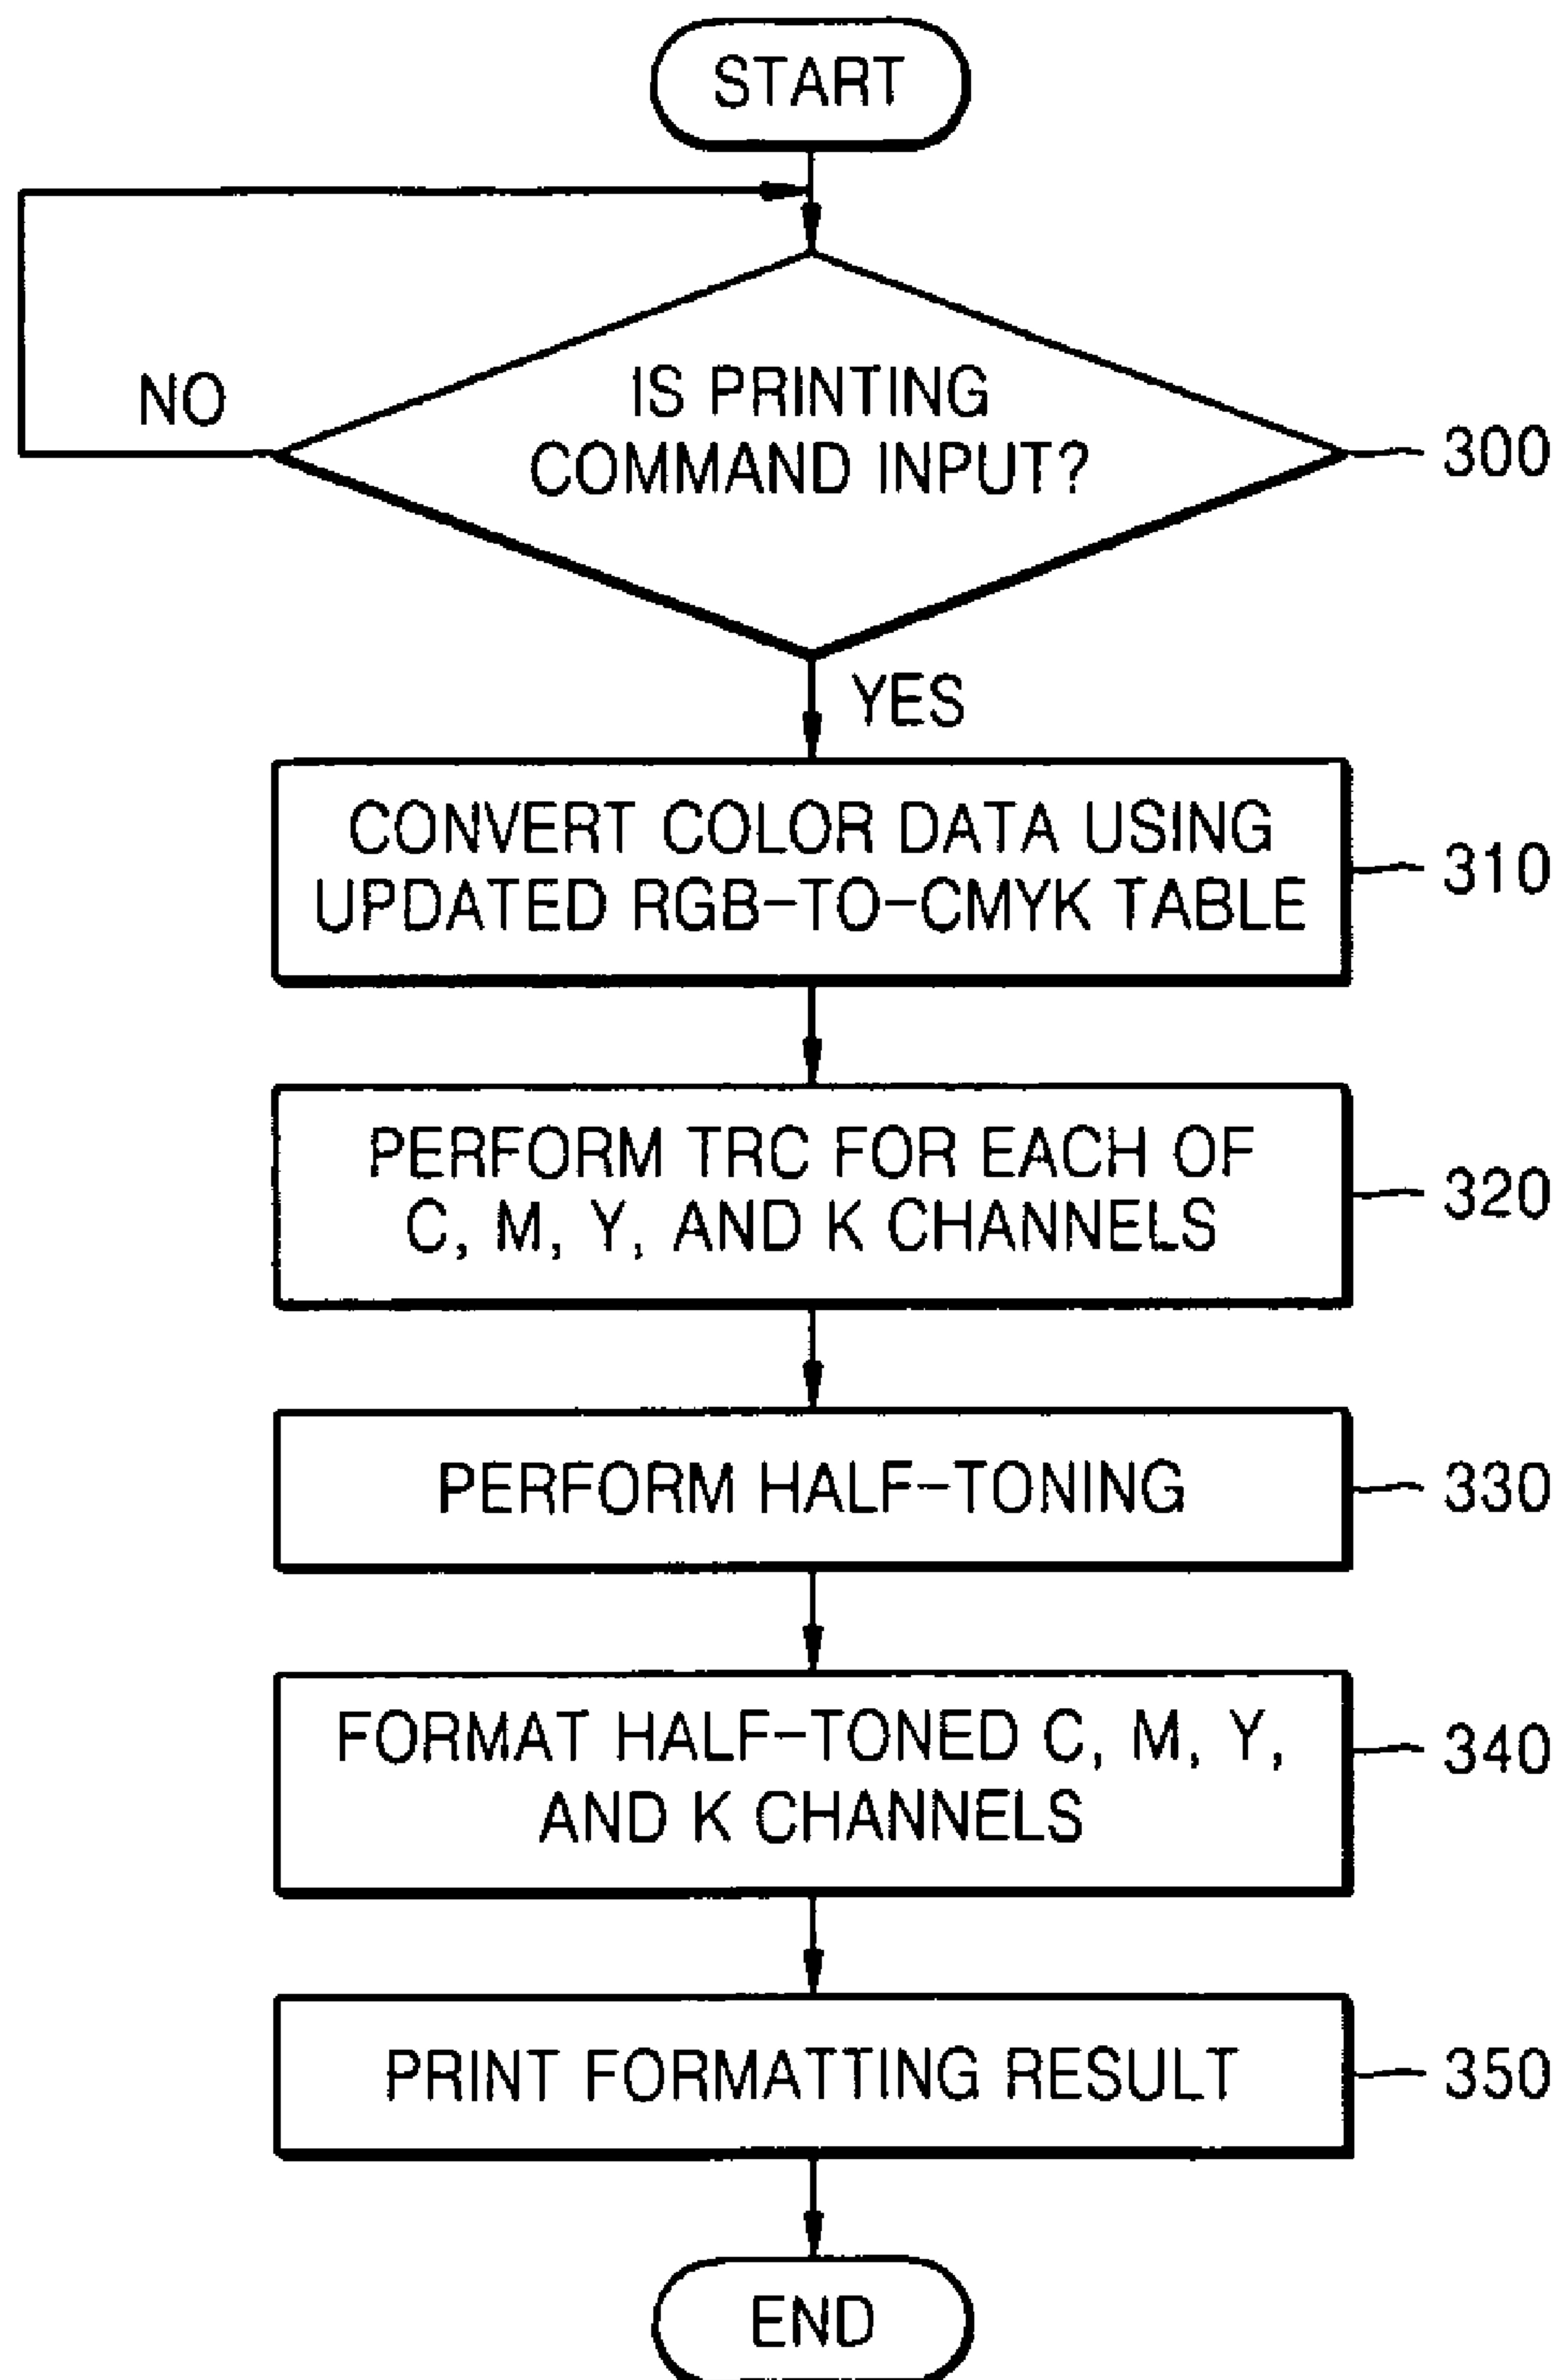 START
NO
IS PRINTING
COMMAND INPUT?
300
YES
CONVERT COLOR DATA USING
UPDATED RGB-TO-CMYK TABLE
310
PERFORM TRC FOR EACH OF
C, M, Y, AND K CHANNELS
320
PERFORM HALF-TONING
330
FORMAT HALF-TONED C, M, Y,
AND K CHANNELS
340
PRINT FORMATTING RESULT
350
END